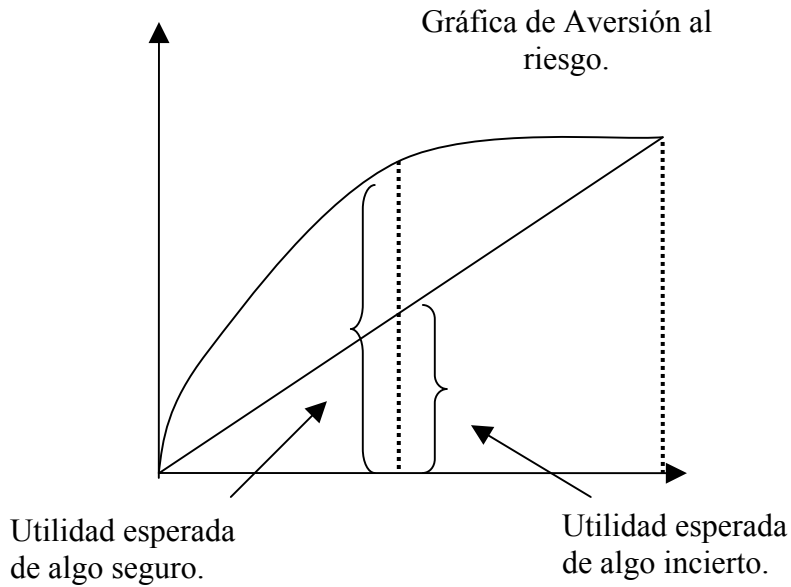 Gráfica de Aversión al
riesgo.
Utilidad esperada
de algo seguro.
Utilidad esperada
de algo incierto.